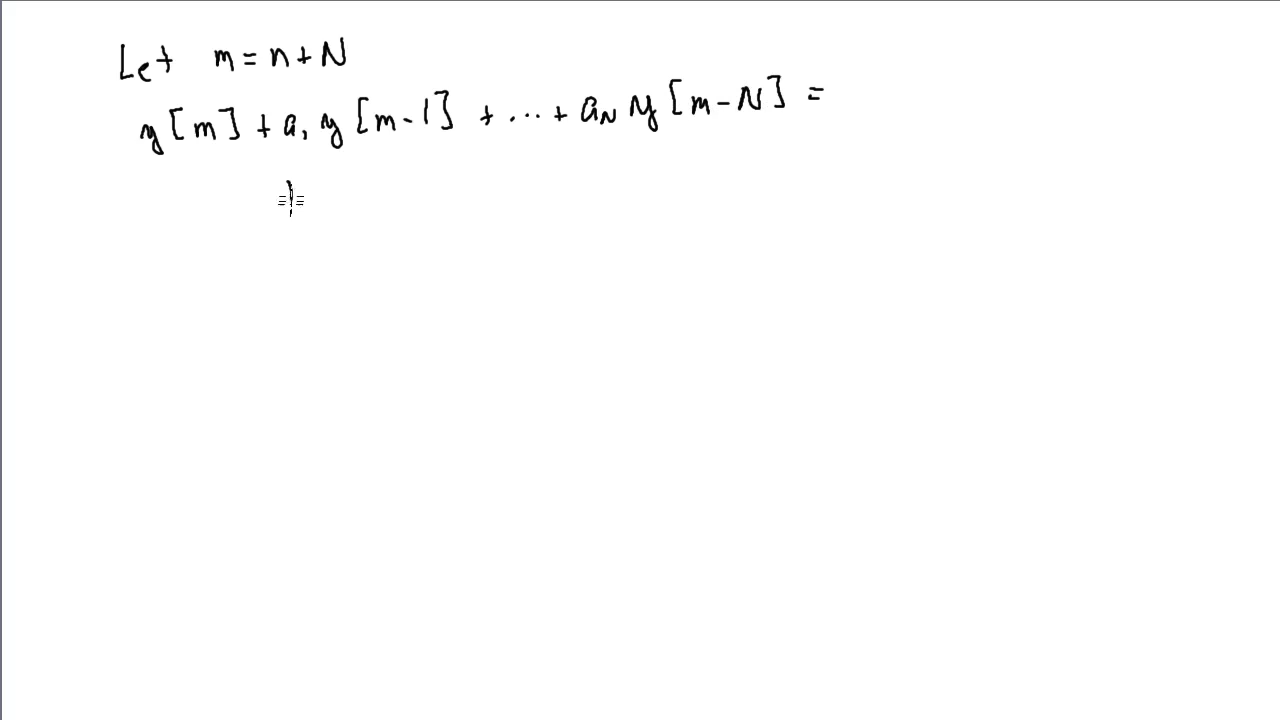 Let m = n + N
y[m] + a₁ y[m-1] + ... + a_N y[m-N] =